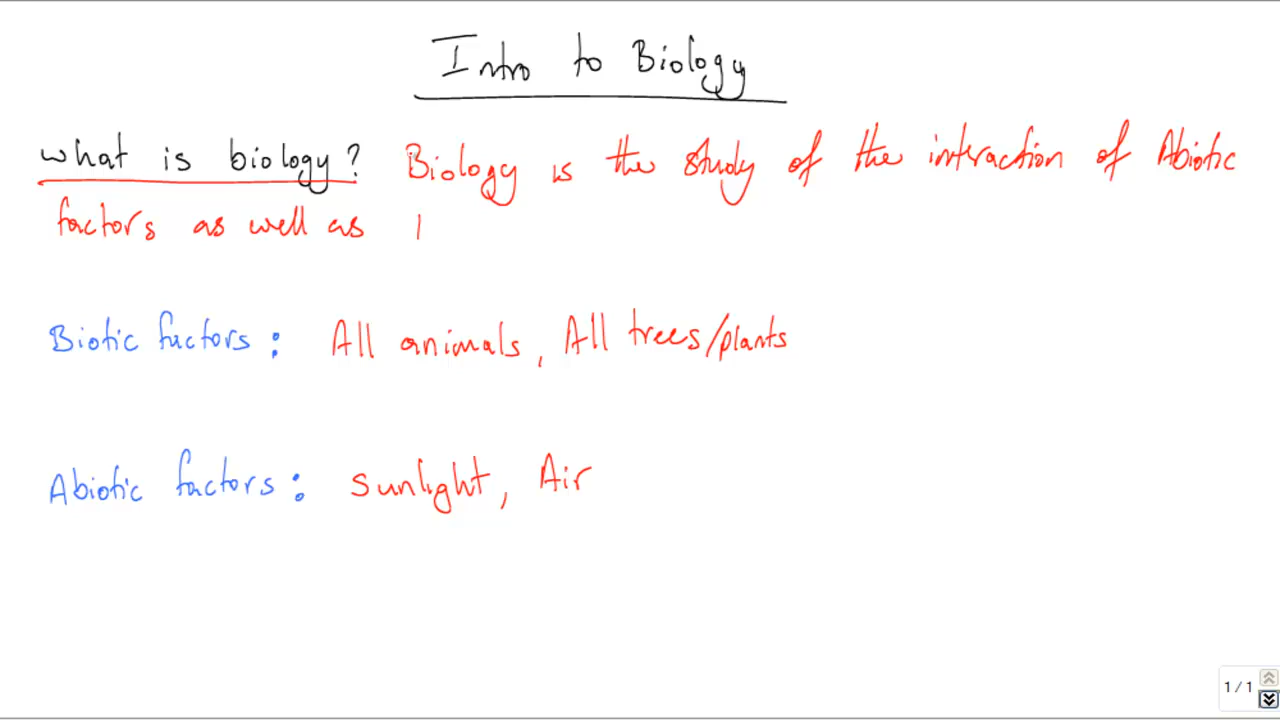 Intro to Biology
What is biology? Biology is the study of the interaction of Abiotic
factors as well as
Biotic factors: All animals, All trees/plants
Abiotic factors: Sunlight, Air
1 / 1